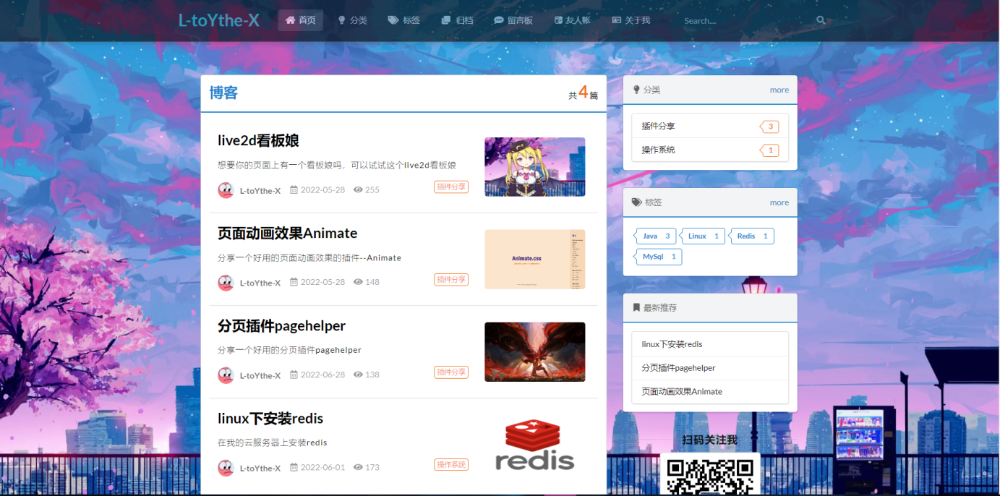 L-toYthe-X 首页 分类 标签 归档 留言板 友人帐 关于我 Search....
博客 共4篇
live2d看板娘
想要你的页面上有一个看板娘吗，可以试试这个live2d看板娘
L-toYthe-X 2022-05-28 255 插件分享
页面动画效果Animate
分享一个好用的页面动画效果的插件--Animate
L-toYthe-X 2022-05-28 148 插件分享
Animate.css
分页插件pagehelper
分享一个好用的分页插件pagehelper
L-toYthe-X 2022-06-28 138 插件分享
linux下安装redis
在我的云服务器上安装redis
L-toYthe-X 2022-06-01 173 操作系统
redis
分类 more
插件分享 3
操作系统 1
标签 more
Java 3 Linux 1 Redis 1
MySql 1
最新推荐
linux下安装redis
分页插件pagehelper
页面动画效果Animate
扫码关注我